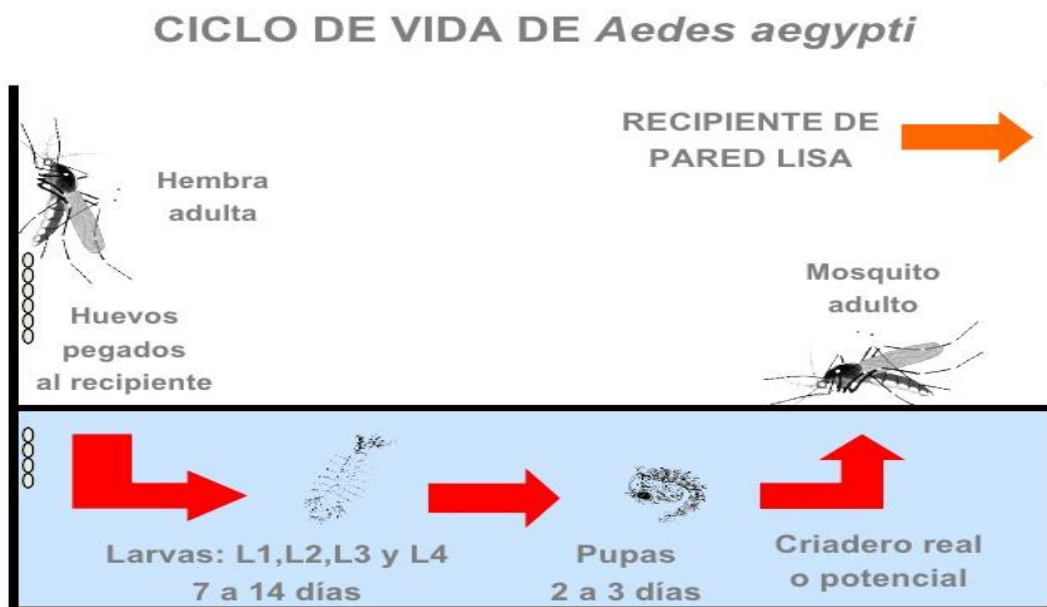 CICLO DE VIDA DE Aedes aegypti
RECIPIENTE DE
PARED LISA
Hembra
adulta
Mosquito
adulto
Huevos
pegados
al recipiente
Larvas: L1,L2,L3 y L4
7 a 14 días
Pupas
2 a 3 días
Criadero real
o potencial